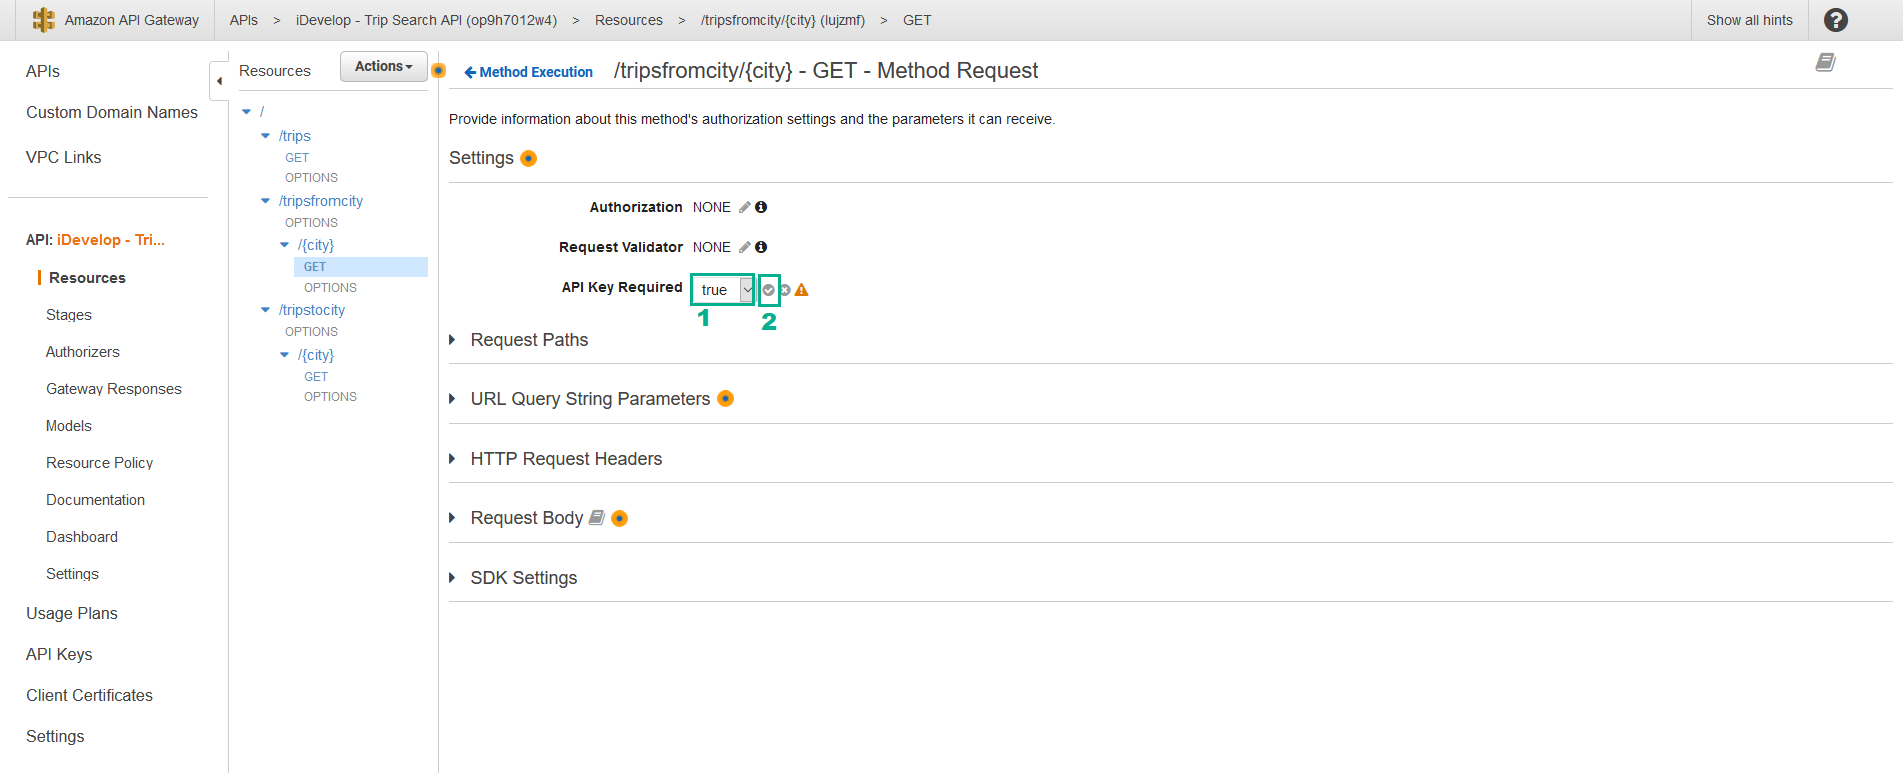 Amazon API Gateway
APIs > iDevelop - Trip Search API (op9h7012w4) > Resources > /tripsfromcity/{city} (lujzmf) > GET
Show all hints
?
APIs
Custom Domain Names
VPC Links
API: iDevelop - Tri...
Resources
Stages
Authorizers
Gateway Responses
Models
Resource Policy
Documentation
Dashboard
Settings
Usage Plans
API Keys
Client Certificates
Settings
Resources
Actions
/
/trips
GET
OPTIONS
/tripsfromcity
OPTIONS
/{city}
GET
OPTIONS
/tripstocity
OPTIONS
/{city}
GET
OPTIONS
Method Execution
/tripsfromcity/{city} - GET - Method Request
Provide information about this method's authorization settings and the parameters it can receive.
Settings
Authorization NONE
Request Validator NONE
API Key Required true
1 2
Request Paths
URL Query String Parameters
HTTP Request Headers
Request Body
SDK Settings